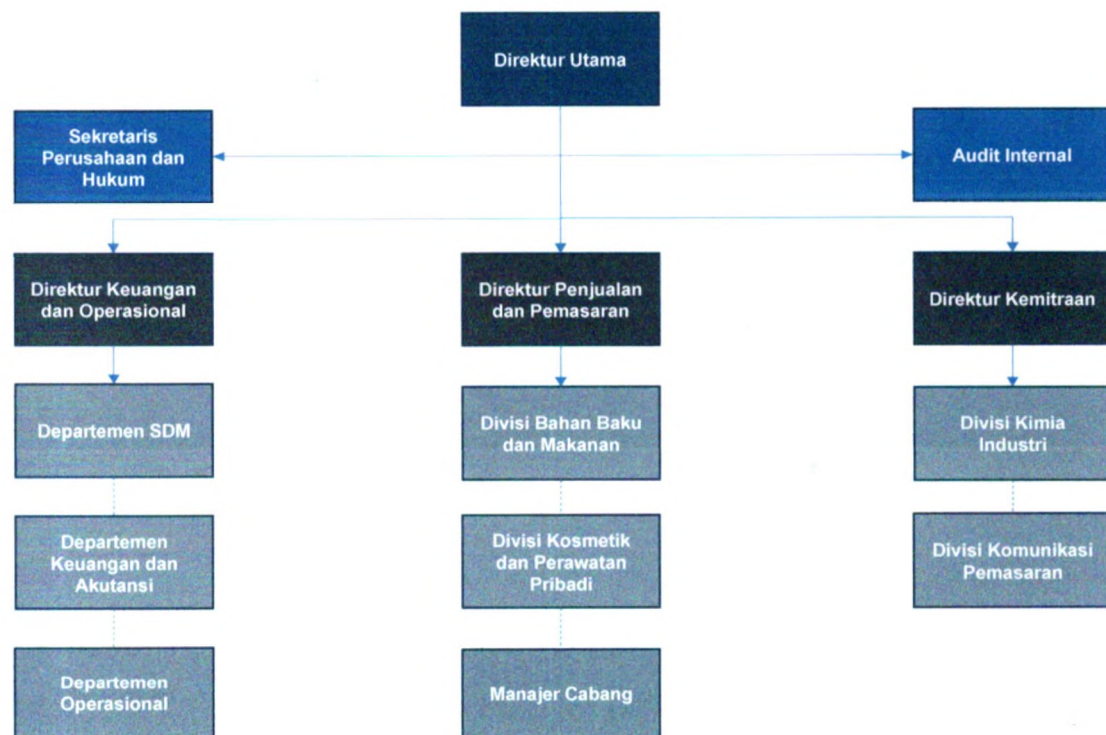 Direktur Utama
Sekretaris
Perusahaan dan
Hukum
Audit Internal
Direktur Keuangan
dan Operasional
Direktur Penjualan
dan Pemasaran
Direktur Kemitraan
Departemen SDM
Divisi Bahan Baku
dan Makanan
Divisi Kimia
Industri
Departemen
Keuangan dan
Akutansi
Divisi Kosmetik
dan Perawatan
Pribadi
Divisi Komunikasi
Pemasaran
Departemen
Operasional
Manajer Cabang